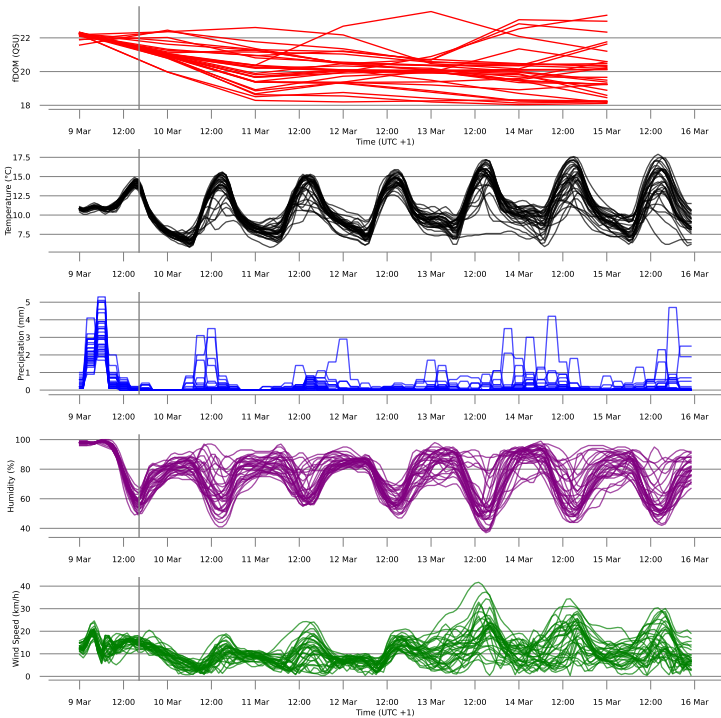 fDOM (QSU)
22
20
18
9 Mar 12:00 10 Mar 12:00 11 Mar 12:00 12 Mar 12:00 13 Mar 12:00 14 Mar 12:00 15 Mar 12:00 16 Mar
Time (UTC +1)
Temperature (°C)
17.5
15.0
12.5
10.0
7.5
9 Mar 12:00 10 Mar 12:00 11 Mar 12:00 12 Mar 12:00 13 Mar 12:00 14 Mar 12:00 15 Mar 12:00 16 Mar
Precipitation (mm)
5
4
3
2
1
0
9 Mar 12:00 10 Mar 12:00 11 Mar 12:00 12 Mar 12:00 13 Mar 12:00 14 Mar 12:00 15 Mar 12:00 16 Mar
Humidity (%)
100
80
60
40
9 Mar 12:00 10 Mar 12:00 11 Mar 12:00 12 Mar 12:00 13 Mar 12:00 14 Mar 12:00 15 Mar 12:00 16 Mar
Wind Speed (km/h)
40
30
20
10
0
9 Mar 12:00 10 Mar 12:00 11 Mar 12:00 12 Mar 12:00 13 Mar 12:00 14 Mar 12:00 15 Mar 12:00 16 Mar
Time (UTC +1)